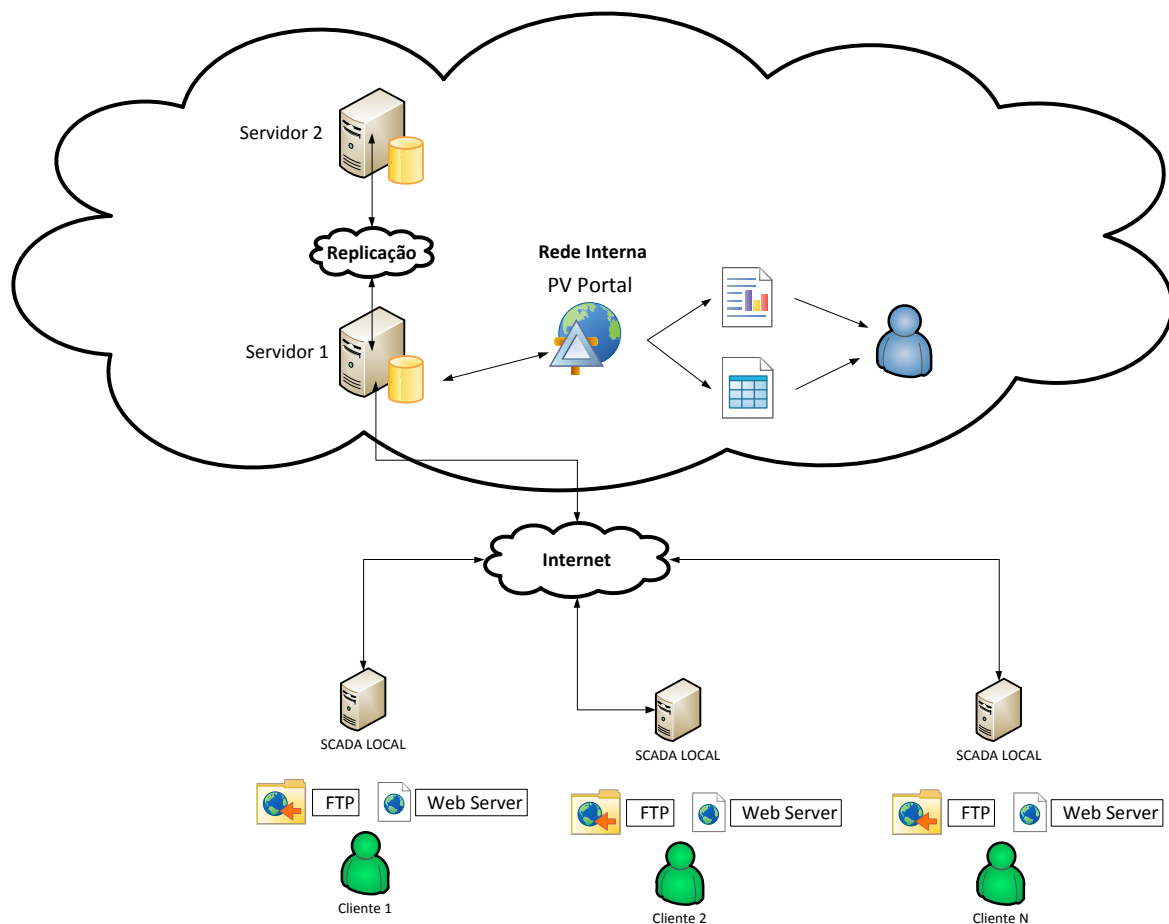 Servidor 2
Replicação
Rede Interna
PV Portal
Servidor 1
Internet
SCADA LOCAL
SCADA LOCAL
SCADA LOCAL
FTP
Web Server
FTP
Web Server
FTP
Web Server
Cliente 1
Cliente 2
Cliente N